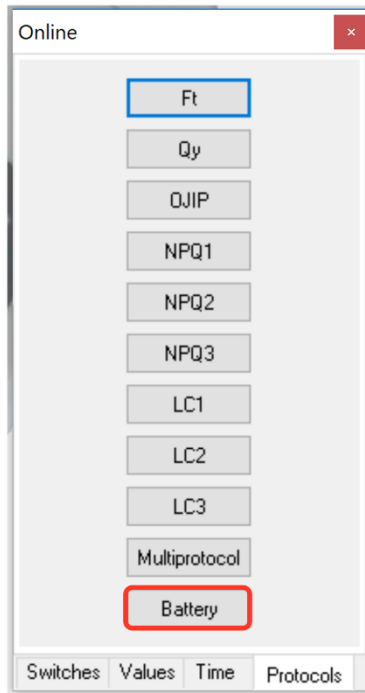 Online
Ft
Qy
OJIP
NPQ1
NPQ2
NPQ3
LC1
LC2
LC3
Multiprotocol
Battery
Switches Values Time Protocols